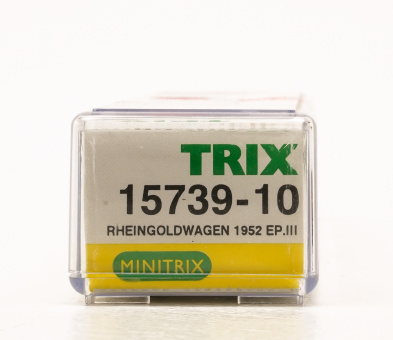 TRIX
15739-10
RHEINGOLDWAGEN 1952 EP.III
MINITRIX